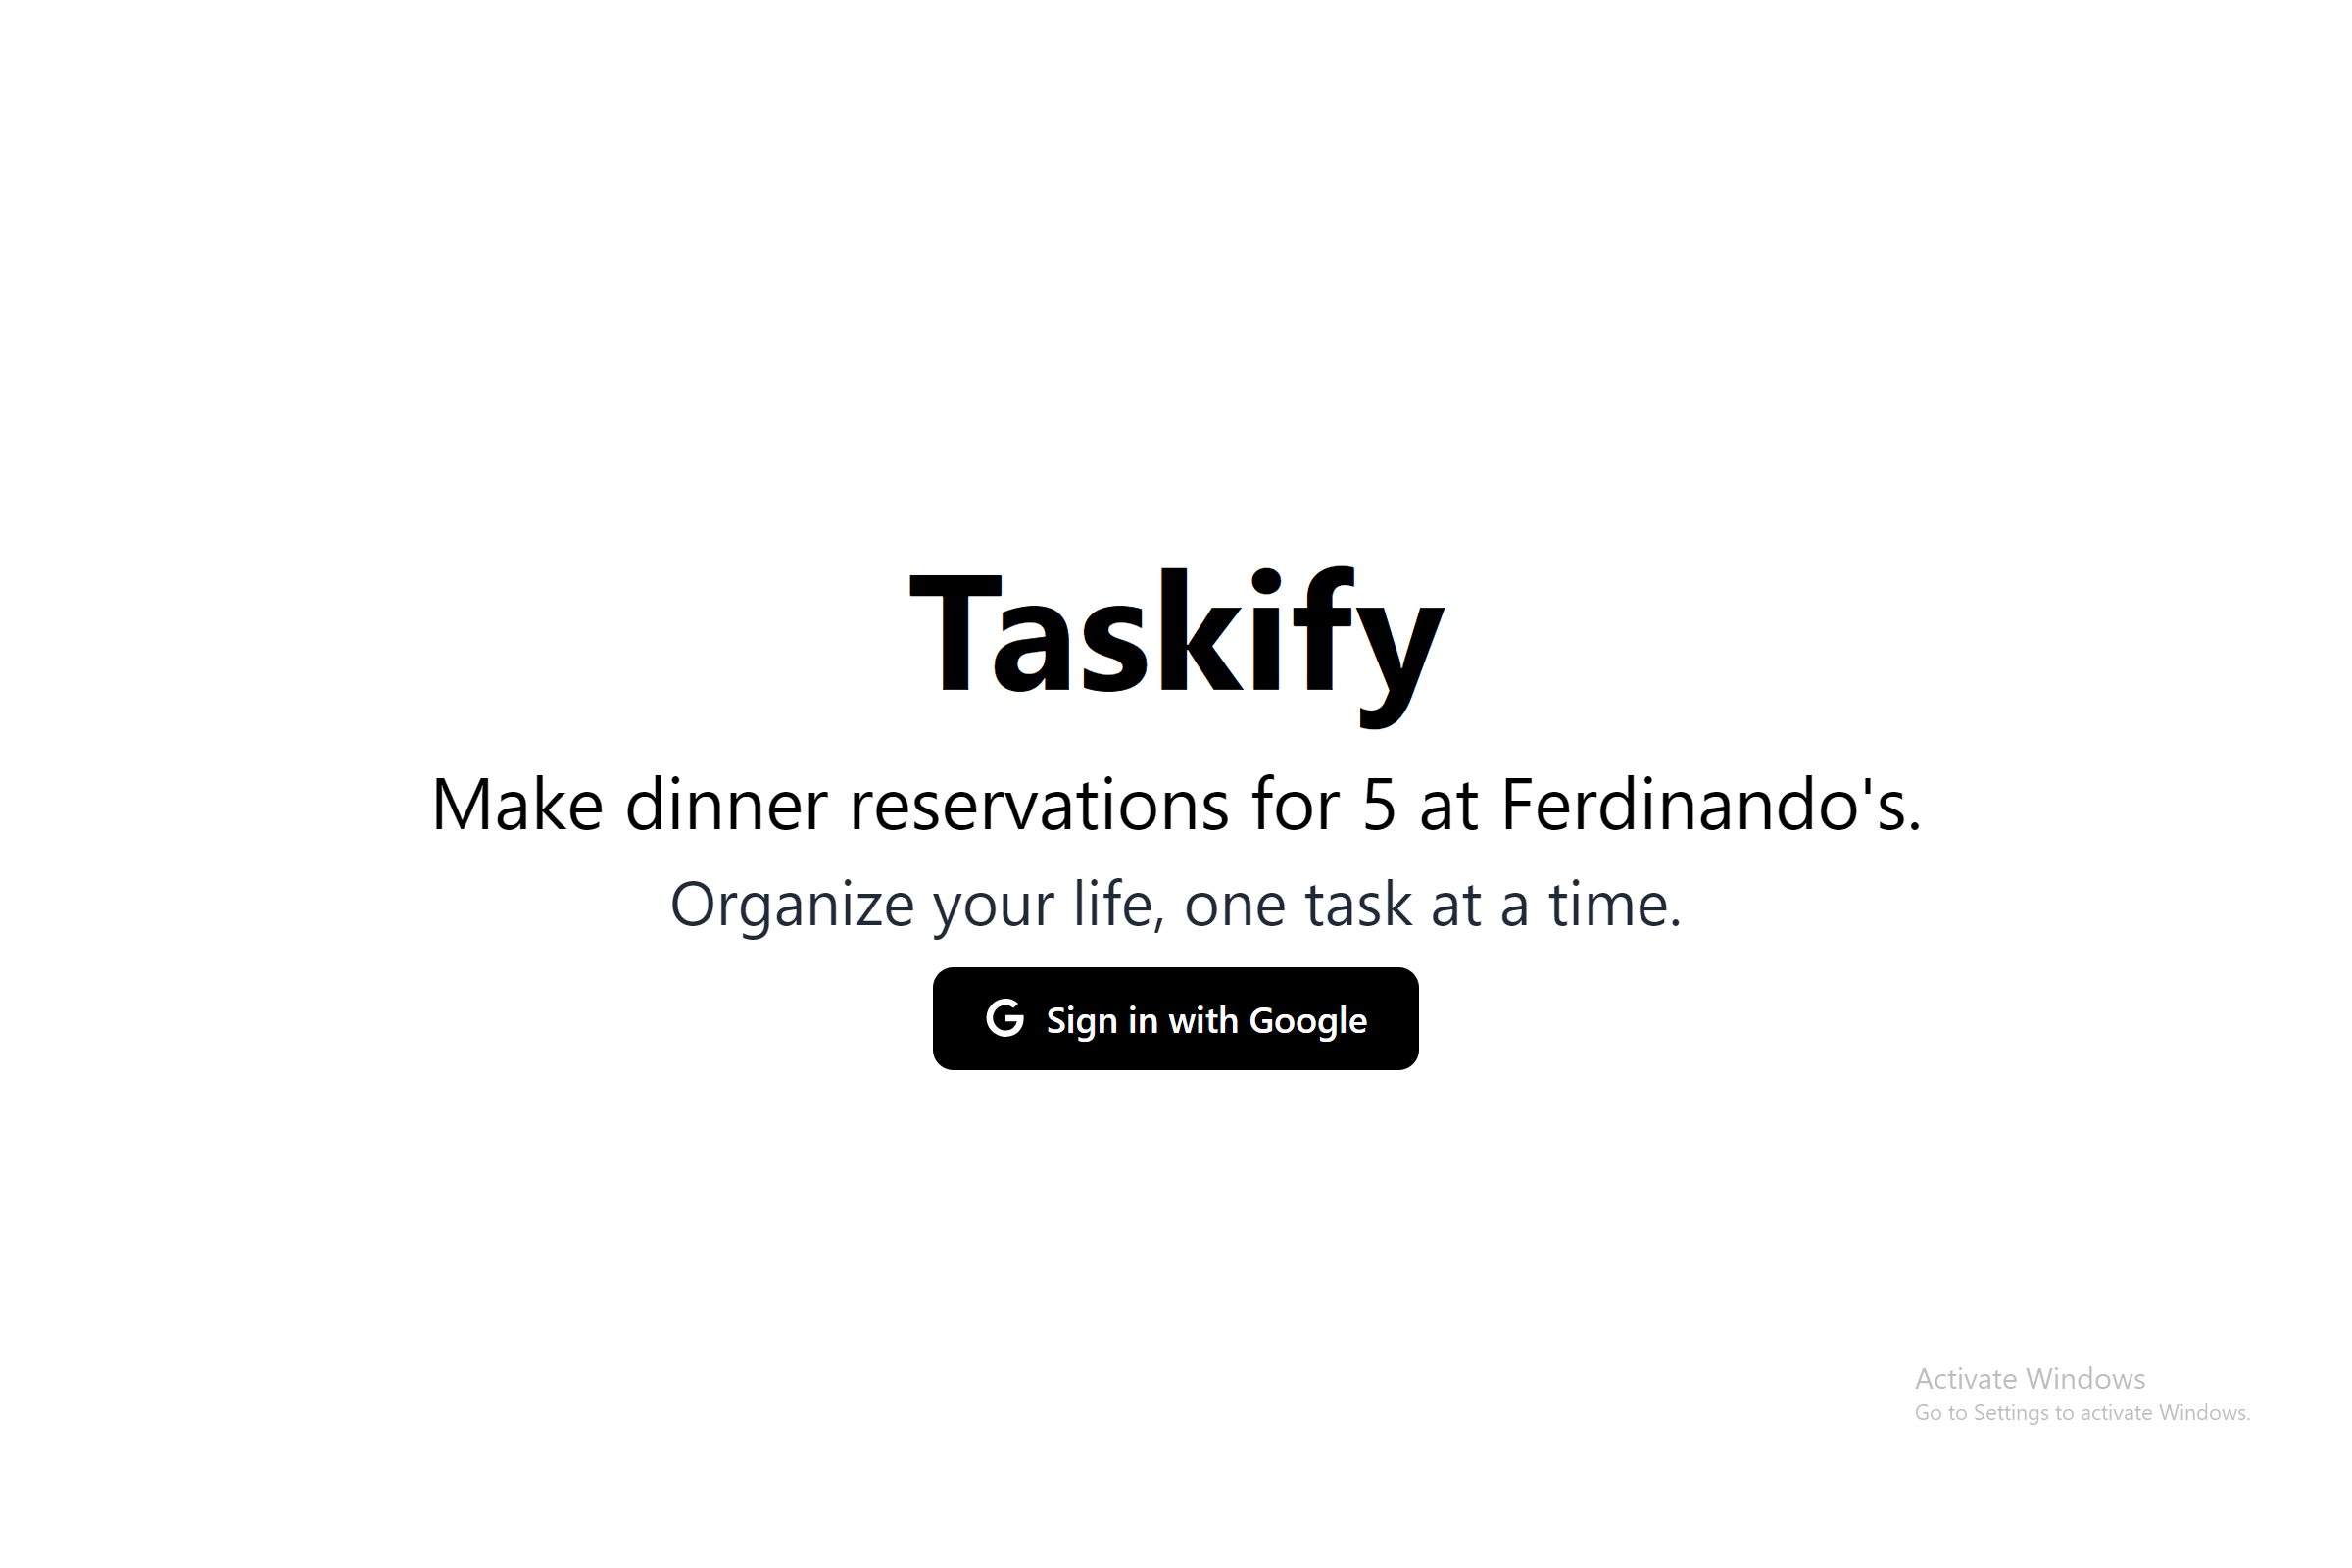 Taskify
Make dinner reservations for 5 at Ferdinando's.
Organize your life, one task at a time.
Sign in with Google
Activate Windows
Go to Settings to activate Windows.